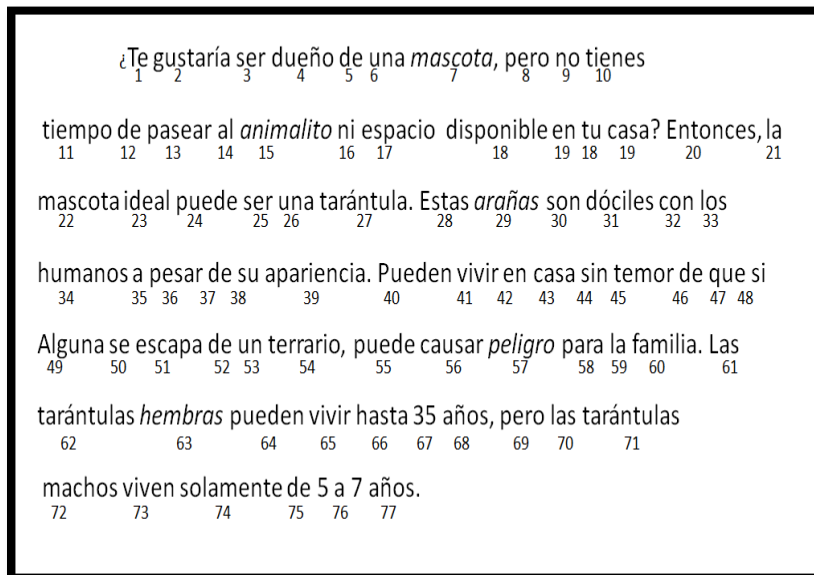 ¿Te gustaría ser dueño de una mascota, pero no tienes
1 2 3 4 5 6 7 8 9 10
tiempo de pasear al animalito ni espacio disponible en tu casa? Entonces, la
11 12 13 14 15 16 17 18 19 18 19 20 21
mascota ideal puede ser una tarántula. Estas arañas son dóciles con los
22 23 24 25 26 27 28 29 30 31 32 33
humanos a pesar de su apariencia. Pueden vivir en casa sin temor de que si
34 35 36 37 38 39 40 41 42 43 44 45 46 47 48
Alguna se escapa de un terrario, puede causar peligro para la familia. Las
49 50 51 52 53 54 55 56 57 58 59 60 61
tarántulas hembras pueden vivir hasta 35 años, pero las tarántulas
62 63 64 65 66 67 68 69 70 71
machos viven solamente de 5 a 7 años.
72 73 74 75 76 77